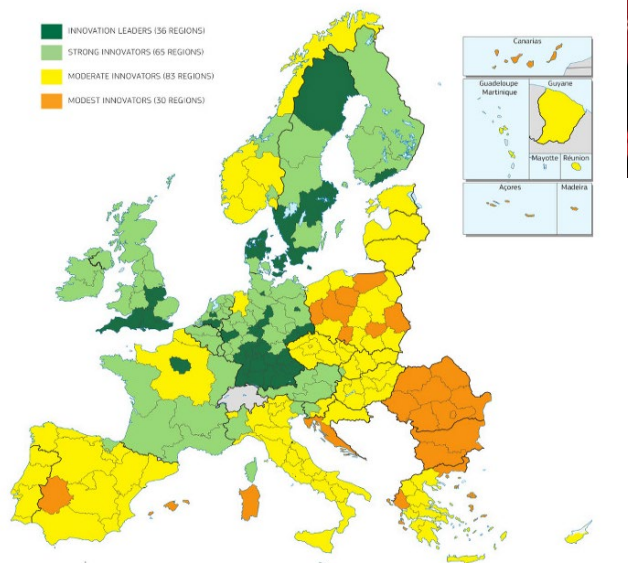 INNOVATION LEADERS (36 REGIONS)
STRONG INNOVATORS (65 REGIONS)
MODERATE INNOVATORS (83 REGIONS)
MODEST INNOVATORS (30 REGIONS)
Canarias
Guadeloupe
Martinique
Guyane
Mayotte
Réunion
Açores
Madeira